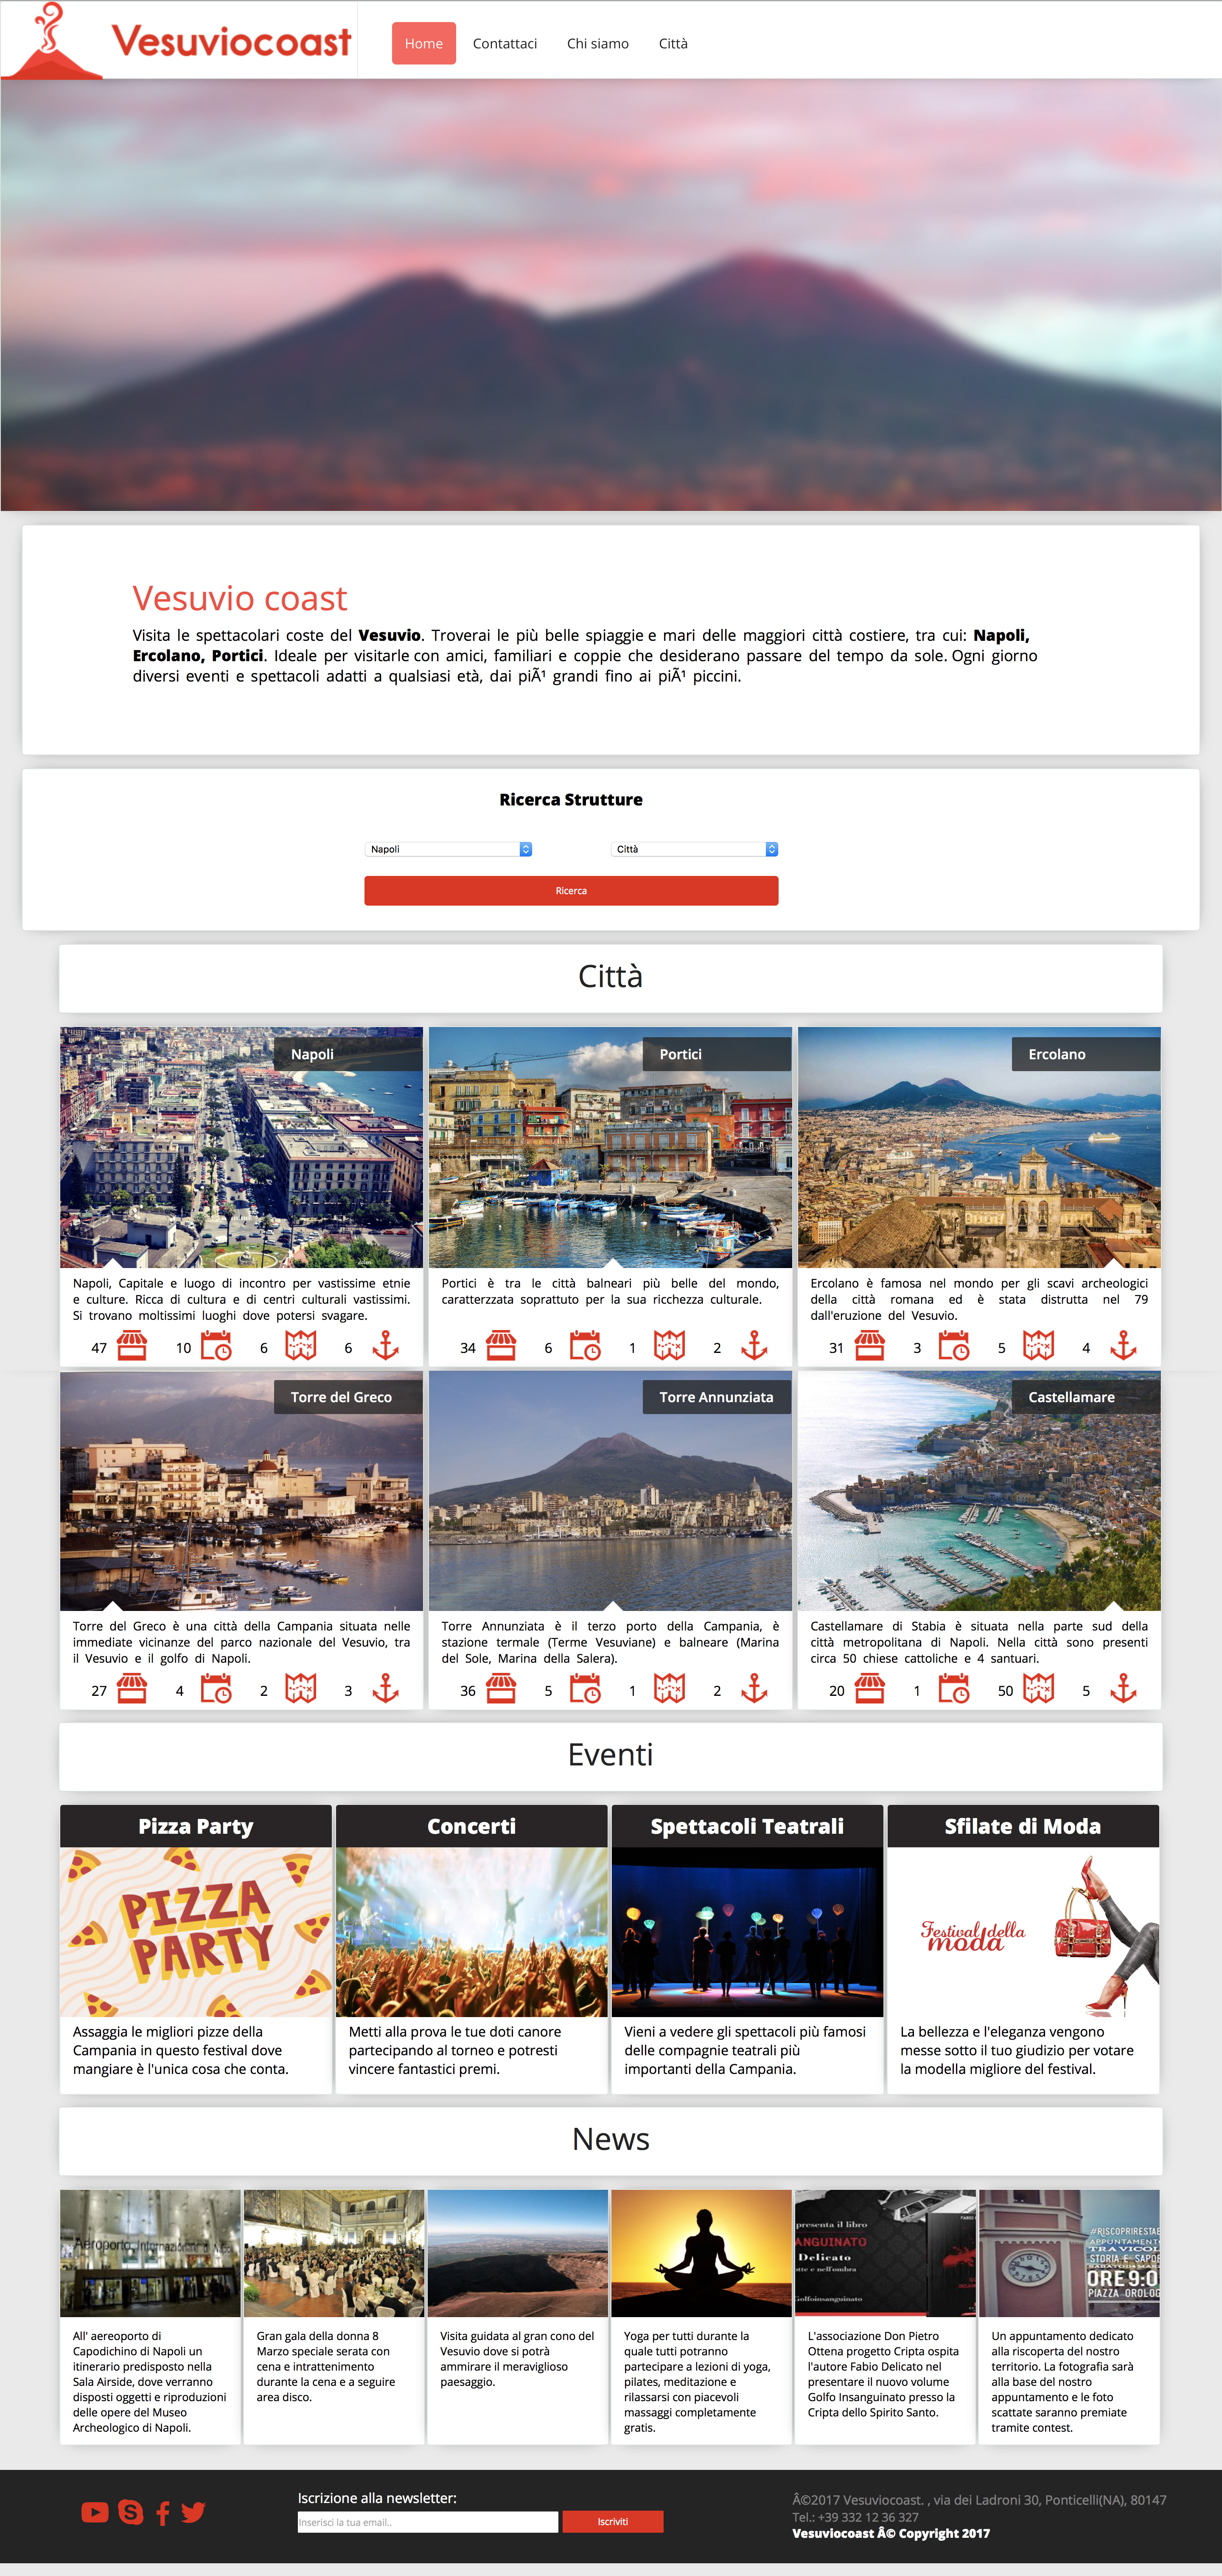 Vesuviocoast
Home Contattaci Chi siamo Città
Vesuvio coast
Visita le spettacolari coste del Vesuvio. Troverai le più belle spiaggie e mari delle maggiori città costiere, tra cui: Napoli,
Ercolano, Portici. Ideale per visitarle con amici, familiari e coppie che desiderano passare del tempo da sole. Ogni giorno
diversi eventi e spettacoli adatti a qualsiasi età, dai piÃ¹ grandi fino ai piÃ¹ piccini.
Ricerca Strutture
Napoli Città
Ricerca
Città
Napoli
Napoli, Capitale e luogo di incontro per vastissime etnie
e culture. Ricca di cultura e di centri culturali vastissimi.
Si trovano moltissimi luoghi dove potersi svagare.
47 10 6 6
Portici
Portici è tra le città balneari più belle del mondo,
caratterzzata soprattuto per la sua ricchezza culturale.
34 6 1 2
Ercolano
Ercolano è famosa nel mondo per gli scavi archeologici
della città romana ed è stata distrutta nel 79
dall'eruzione del Vesuvio.
31 3 5 4
Torre del Greco
Torre del Greco è una città della Campania situata nelle
immediate vicinanze del parco nazionale del Vesuvio, tra
il Vesuvio e il golfo di Napoli.
27 4 2 3
Torre Annunziata
Torre Annunziata è il terzo porto della Campania, è
stazione termale (Terme Vesuviane) e balneare (Marina
del Sole, Marina della Salera).
36 5 1 2
Castellamare
Castellamare di Stabia è situata nella parte sud della
città metropolitana di Napoli. Nella città sono presenti
circa 50 chiese cattoliche e 4 santuari.
20 1 50 5
Eventi
Pizza Party
PIZZA
PARTY
Assaggia le migliori pizze della
Campania in questo festival dove
mangiare è l'unica cosa che conta.
Concerti
Metti alla prova le tue doti canore
partecipando al torneo e potresti
vincere fantastici premi.
Spettacoli Teatrali
Vieni a vedere gli spettacoli più famosi
delle compagnie teatrali più
importanti della Campania.
Sfilate di Moda
Festival della
moda
La bellezza e l'eleganza vengono
messe sotto il tuo giudizio per votare
la modella migliore del festival.
News
Aeroporto Internazionale di
All' aereoporto di
Capodichino di Napoli un
itinerario predisposto nella
Sala Airside, dove verranno
disposti oggetti e riproduzioni
delle opere del Museo
Archeologico di Napoli.
Gran gala della donna 8
Marzo speciale serata con
cena e intrattenimento
durante la cena e a seguire
area disco.
Visita guidata al gran cono del
Vesuvio dove si potrà
ammirare il meraviglioso
paesaggio.
Yoga per tutti durante la
quale tutti potranno
partecipare a lezioni di yoga,
pilates, meditazione e
rilassarsi con piacevoli
massaggi completamente
gratis.
presenta il libro
ANGUINATO
Delicato
otte e nell'ombra
Golfoinsanguinato
L'associazione Don Pietro
Ottena progetto Cripta ospita
l'autore Fabio Delicato nel
presentare il nuovo volume
Golfo Insanguinato presso la
Cripta dello Spirito Santo.
#RISCOPRIRESTAB
APPUNTAMENTO
TRAVICOL
STORIA E SAPO
ORE 9:0
PIAZZA OROLOG
Un appuntamento dedicato
alla riscoperta del nostro
territorio. La fotografia sarà
alla base del nostro
appuntamento e le foto
scattate saranno premiate
tramite contest.
Iscrizione alla newsletter:
Inserisci la tua email..
Iscriviti
Â©2017 Vesuviocoast. , via dei Ladroni 30, Ponticelli(NA), 80147
Tel.: +39 332 12 36 327
Vesuviocoast Â© Copyright 2017